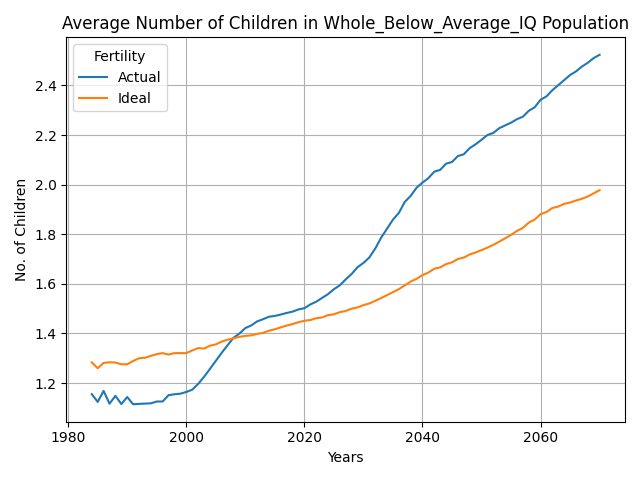 Average Number of Children in Whole_Below_Average_IQ Population
Fertility
Actual
Ideal
No. of Children
2.4
2.2
2.0
1.8
1.6
1.4
1.2
1980
2000
2020
2040
2060
Years